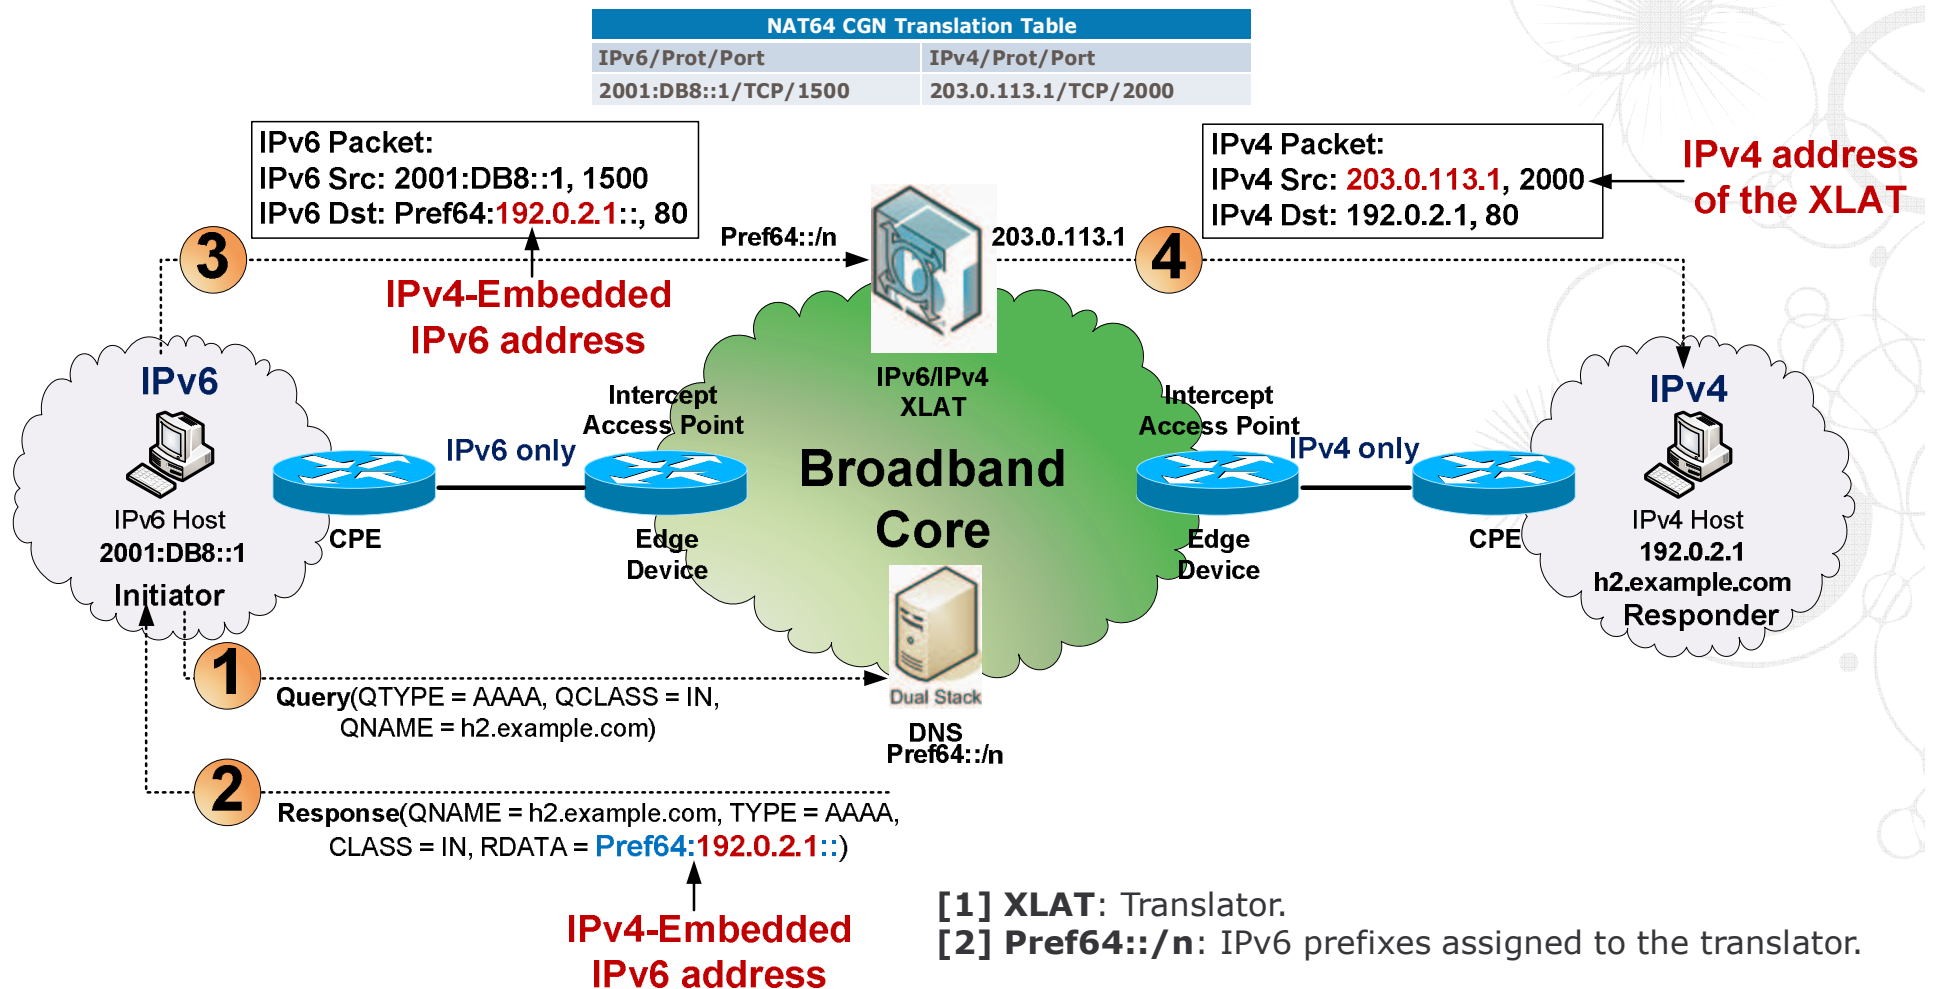 NAT64 CGN Translation Table
IPv6/Prot/Port IPv4/Prot/Port
2001:DB8::1/TCP/1500 203.0.113.1/TCP/2000
IPv6 Packet:
IPv6 Src: 2001:DB8::1, 1500
IPv6 Dst: Pref64:192.0.2.1::, 80
IPv4 Packet:
IPv4 Src: 203.0.113.1, 2000
IPv4 Dst: 192.0.2.1, 80
IPv4 address
of the XLAT
3
Pref64::/n
203.0.113.1
4
IPv4-Embedded
IPv6 address
IPv6/IPv4
XLAT
IPv6
IPv6 Host
2001:DB8::1
Initiator
CPE
IPv6 only
Intercept
Access Point
Edge
Device
Broadband
Core
Intercept
Access Point
Edge
Device
IPv4 only
CPE
IPv4
IPv4 Host
192.0.2.1
h2.example.com
Responder
1
Query(QTYPE = AAAA, QCLASS = IN,
QNAME = h2.example.com)
Dual Stack
DNS
Pref64::/n
2
Response(QNAME = h2.example.com, TYPE = AAAA,
CLASS = IN, RDATA = Pref64:192.0.2.1::)
IPv4-Embedded
IPv6 address
[1] XLAT: Translator.
[2] Pref64::/n: IPv6 prefixes assigned to the translator.